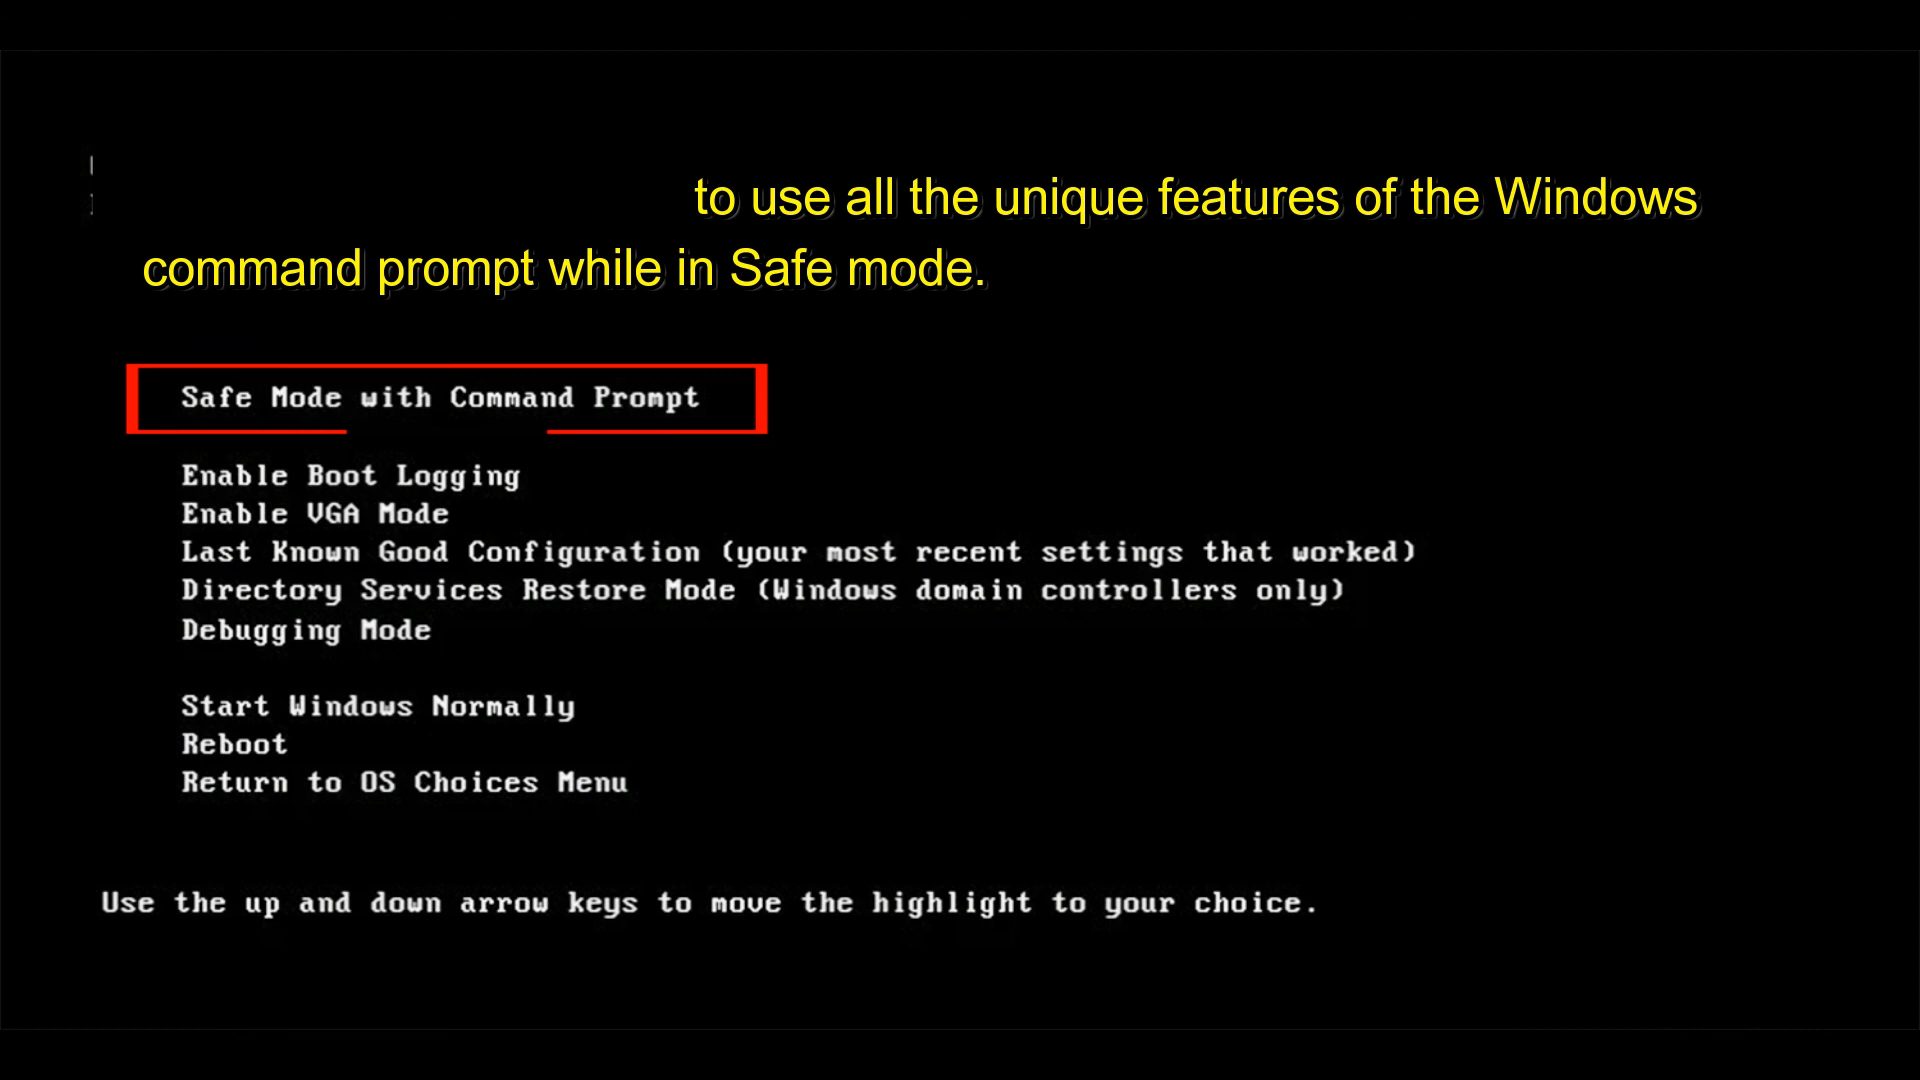 to use all the unique features of the Windows
command prompt while in Safe mode.
Safe Mode with Command Prompt
Enable Boot Logging
Enable VGA Mode
Last Known Good Configuration (your most recent settings that worked)
Directory Services Restore Mode (Windows domain controllers only)
Debugging Mode
Start Windows Normally
Reboot
Return to OS Choices Menu
Use the up and down arrow keys to move the highlight to your choice.